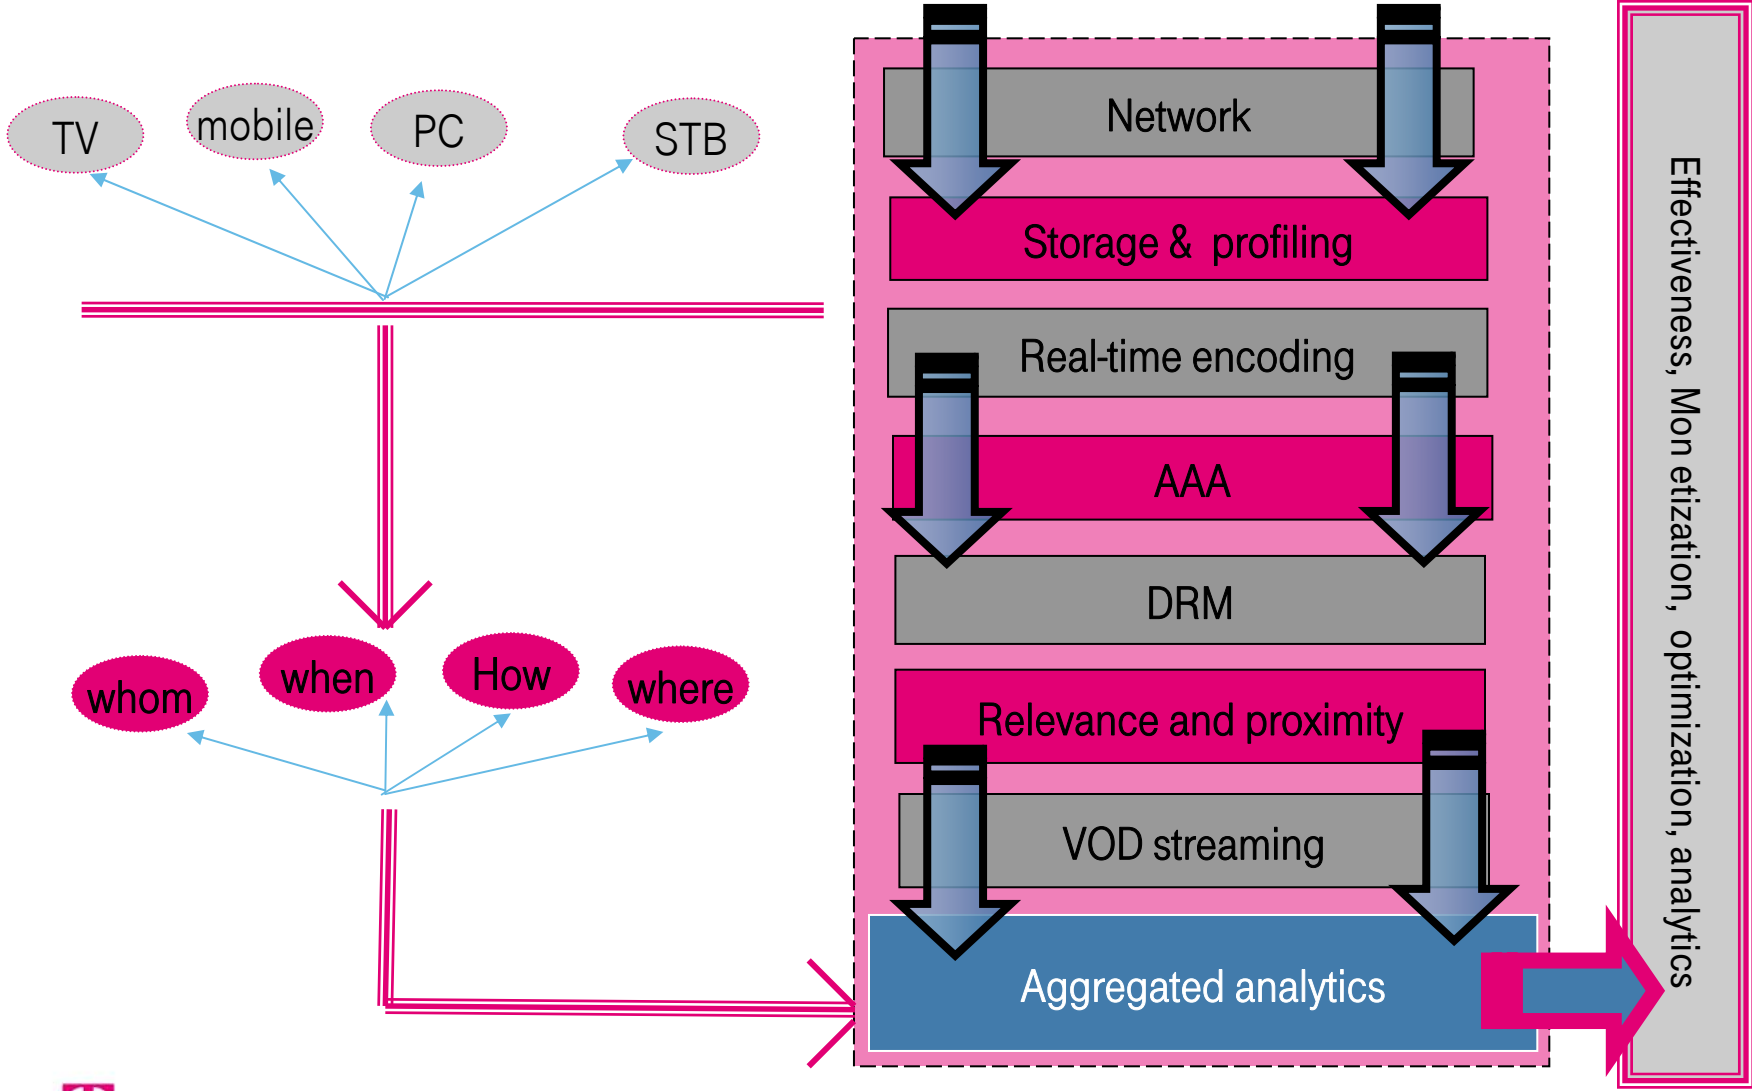 TV
mobile
PC
STB
whom
when
How
where
Network
Storage & profiling
Real-time encoding
AAA
DRM
Relevance and proximity
VOD streaming
Aggregated analytics
Effectiveness, Mon etization, optimization, analytics